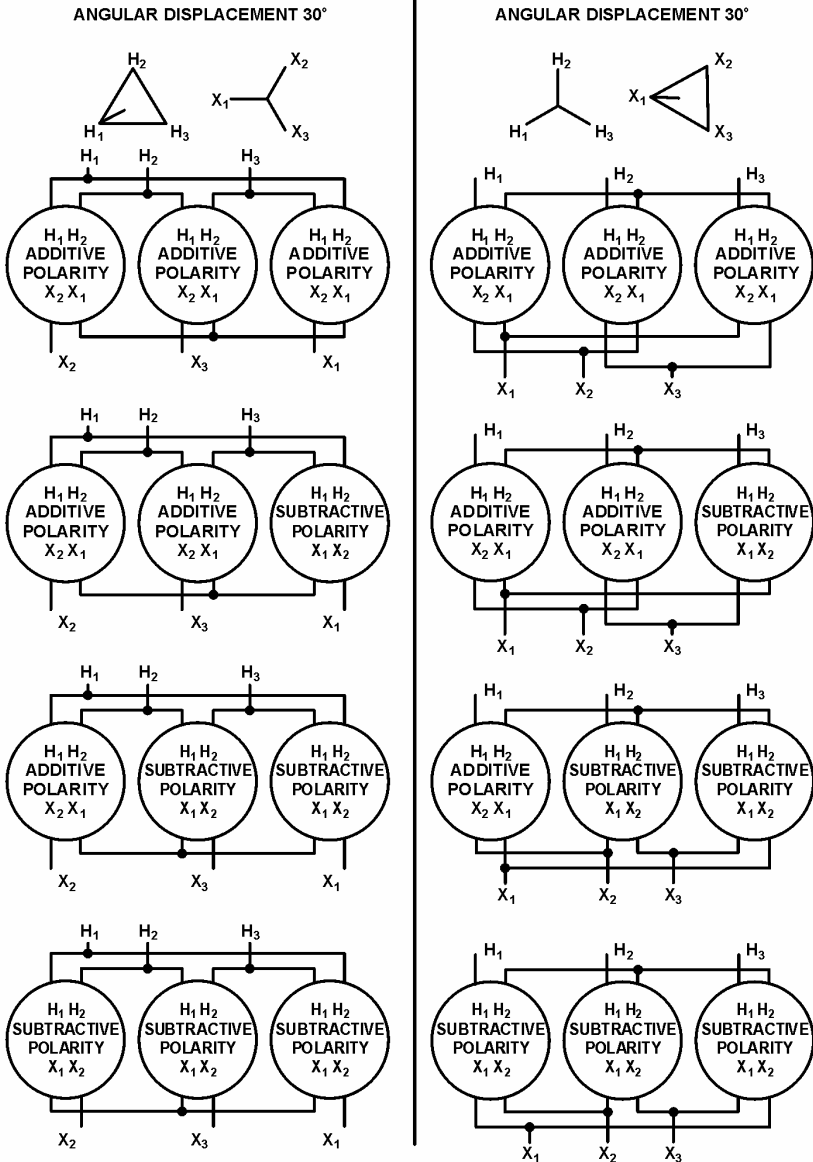 ANGULAR DISPLACEMENT 30°
H2
X2
X1
H1
H3
X3
H1 H2 H3
H1 H2 H1 H2 H1 H2
ADDITIVE ADDITIVE ADDITIVE
POLARITY POLARITY POLARITY
X2 X1 X2 X1 X2 X1
X2 X3 X1
H1 H2 H3
H1 H2 H1 H2 H1 H2
ADDITIVE ADDITIVE SUBTRACTIVE
POLARITY POLARITY POLARITY
X2 X1 X2 X1 X1 X2
X2 X3 X1
H1 H2 H3
H1 H2 H1 H2 H1 H2
ADDITIVE SUBTRACTIVE SUBTRACTIVE
POLARITY POLARITY POLARITY
X2 X1 X1 X2 X1 X2
X2 X3 X1
H1 H2 H3
H1 H2 H1 H2 H1 H2
SUBTRACTIVE SUBTRACTIVE SUBTRACTIVE
POLARITY POLARITY POLARITY
X1 X2 X1 X2 X1 X2
X2 X3 X1
ANGULAR DISPLACEMENT 30°
H2
X2
X1
H1
H3
X3
H1 H2 H3
H1 H2 H1 H2 H1 H2
ADDITIVE ADDITIVE ADDITIVE
POLARITY POLARITY POLARITY
X2 X1 X2 X1 X2 X1
X1 X2 X3
H1 H2 H3
H1 H2 H1 H2 H1 H2
ADDITIVE ADDITIVE SUBTRACTIVE
POLARITY POLARITY POLARITY
X2 X1 X2 X1 X1 X2
X1 X2 X3
H1 H2 H3
H1 H2 H1 H2 H1 H2
ADDITIVE SUBTRACTIVE SUBTRACTIVE
POLARITY POLARITY POLARITY
X2 X1 X1 X2 X1 X2
X1 X2 X3
H1 H2 H3
H1 H2 H1 H2 H1 H2
SUBTRACTIVE SUBTRACTIVE SUBTRACTIVE
POLARITY POLARITY POLARITY
X1 X2 X1 X2 X1 X2
X1 X2 X3